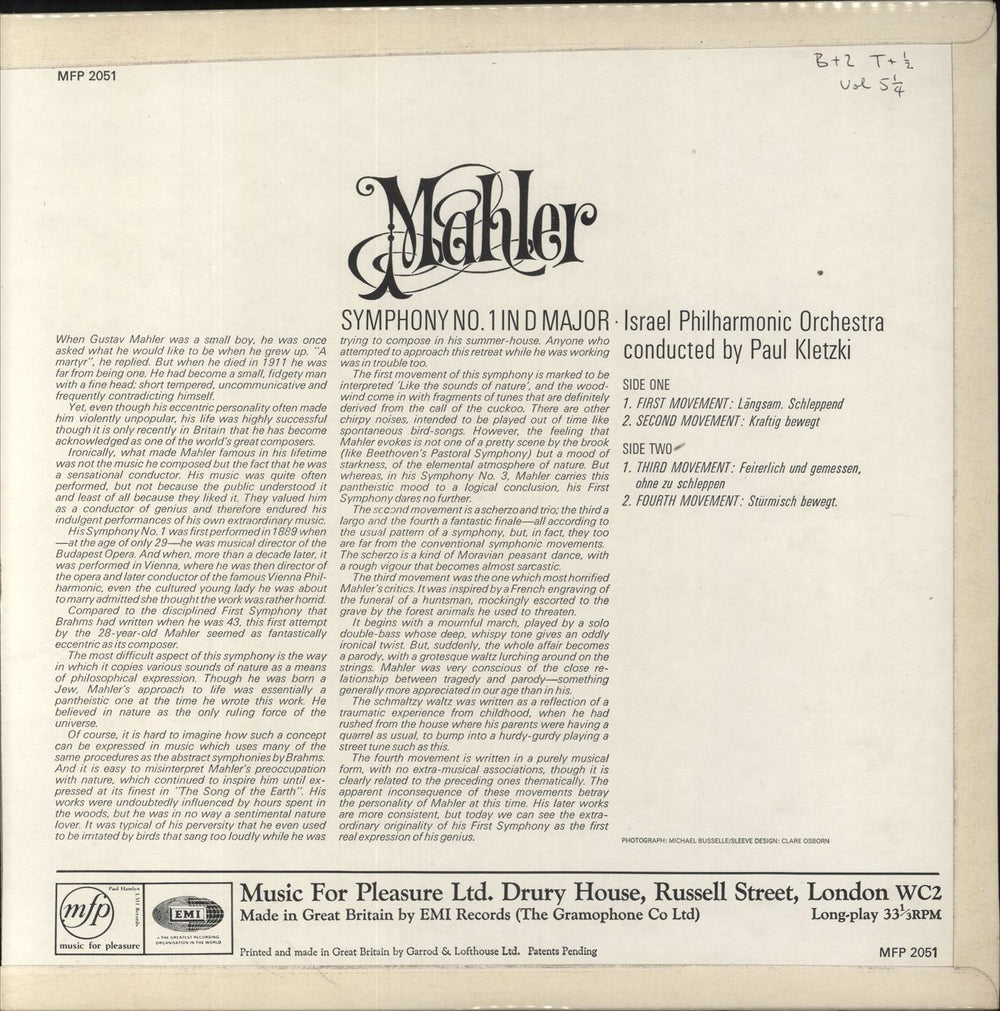 MFP 2051
B+2 T+½
Vol 5¼
Mahler
SYMPHONY NO. 1 IN D MAJOR · Israel Philharmonic Orchestra
conducted by Paul Kletzki
When Gustav Mahler was a small boy, he was once
asked what he would like to be when he grew up. "A
martyr", he replied. But when he died in 1911 he was
far from being one. He had become a small, fidgety man
with a fine head; short tempered, uncommunicative and
frequently contradicting himself.
Yet, even though his eccentric personality often made
him violently unpopular, his life was highly successful
though it is only recently in Britain that he has become
acknowledged as one of the world's great composers.
Ironically, what made Mahler famous in his lifetime
was not the music he composed but the fact that he was
a sensational conductor. His music was quite often
performed, but not because the public understood it
and least of all because they liked it. They valued him
as a conductor of genius and therefore endured his
indulgent performances of his own extraordinary music.
His Symphony No. 1 was first performed in 1889 when
—at the age of only 29—he was musical director of the
Budapest Opera. And when, more than a decade later, it
was performed in Vienna, where he was then director of
the opera and later conductor of the famous Vienna Phil-
harmonic, even the cultured young lady he was about
to marry admitted she thought the work was rather horrid.
Compared to the disciplined First Symphony that
Brahms had written when he was 43, this first attempt
by the 28-year-old Mahler seemed as fantastically
eccentric as its composer.
The most difficult aspect of this symphony is the way
in which it copies various sounds of nature as a means
of philosophical expression. Though he was born a
Jew, Mahler's approach to life was essentially a
pantheistic one at the time he wrote this work. He
believed in nature as the only ruling force of the
universe.
Of course, it is hard to imagine how such a concept
can be expressed in music which uses many of the
same procedures as the abstract symphonies by Brahms.
And it is easy to misinterpret Mahler's preoccupation
with nature, which continued to inspire him until ex-
pressed at its finest in "The Song of the Earth". His
works were undoubtedly influenced by hours spent in
the woods, but he was in no way a sentimental nature
lover. It was typical of his perversity that he even used
to be imtated by birds that sang too loudly while he was
trying to compose in his summer-house. Anyone who
attempted to approach this retreat while he was working
was in trouble too.
The first movement of this symphony is marked to be
interpreted 'Like the sounds of nature', and the wood-
wind come in with fragments of tunes that are definitely
derived from the call of the cuckoo. There are other
chirpy noises, intended to be played out of time like
spontaneous bird-songs. However, the feeling that
Mahler evokes is not one of a pretty scene by the brook
(like Beethoven's Pastoral Symphony) but a mood of
starkness, of the elemental atmosphere of nature. But
whereas, in his Symphony No. 3, Mahler carries this
pantheistic mood to a logical conclusion, his First
Symphony dares no further.
The second movement is a scherzo and trio; the third a
largo and the fourth a fantastic finale—all according to
the usual pattern of a symphony, but, in fact, they too
are far from the conventional symphonic movements.
The scherzo is a kind of Moravian peasant dance, with
a rough vigour that becomes almost sarcastic.
The third movement was the one which most horrified
Mahler's critics. It was inspired by a French engraving of
the funeral of a huntsman, mockingly escorted to the
grave by the forest animals he used to threaten.
It begins with a mournful march, played by a solo
double-bass whose deep, whispy tone gives an oddly
ironical twist. But, suddenly, the whole affair becomes
a parody, with a grotesque waltz lurching around on the
strings. Mahler was very conscious of the close re-
lationship between tragedy and parody—something
generally more appreciated in our age than in his.
The schmaltzy waltz was written as a reflection of a
traumatic experience from childhood, when he had
rushed from the house where his parents were having a
quarrel as usual, to bump into a hurdy-gurdy playing a
street tune such as this.
The fourth movement is written in a purely musical
form, with no extra-musical associations, though it is
clearly related to the preceding ones thematically. The
apparent inconsequence of these movements betray
the personality of Mahler at this time. His later works
are more consistent, but today we can see the extra-
ordinary originality of his First Symphony as the first
real expression of his genius.
SIDE ONE
1. FIRST MOVEMENT: Längsam. Schleppend
2. SECOND MOVEMENT: Kraftig bewegt
SIDE TWO
1. THIRD MOVEMENT: Feirerlich und gemessen,
ohne zu schleppen
2. FOURTH MOVEMENT: Stürmisch bewegt.
PHOTOGRAPH: MICHAEL BUSSELLE/SLEEVE DESIGN: CLARE OSBORN
Paul Hamlyn
EMI Records
mfp
music for pleasure
EMI
THE GREATEST RECORDING
ORGANISATION IN THE WORLD
Music For Pleasure Ltd. Drury House, Russell Street, London WC2
Made in Great Britain by EMI Records (The Gramophone Co Ltd) Long-play 33⅓RPM
Printed and made in Great Britain by Garrod & Lofthouse Ltd. Patents Pending
MFP 2051